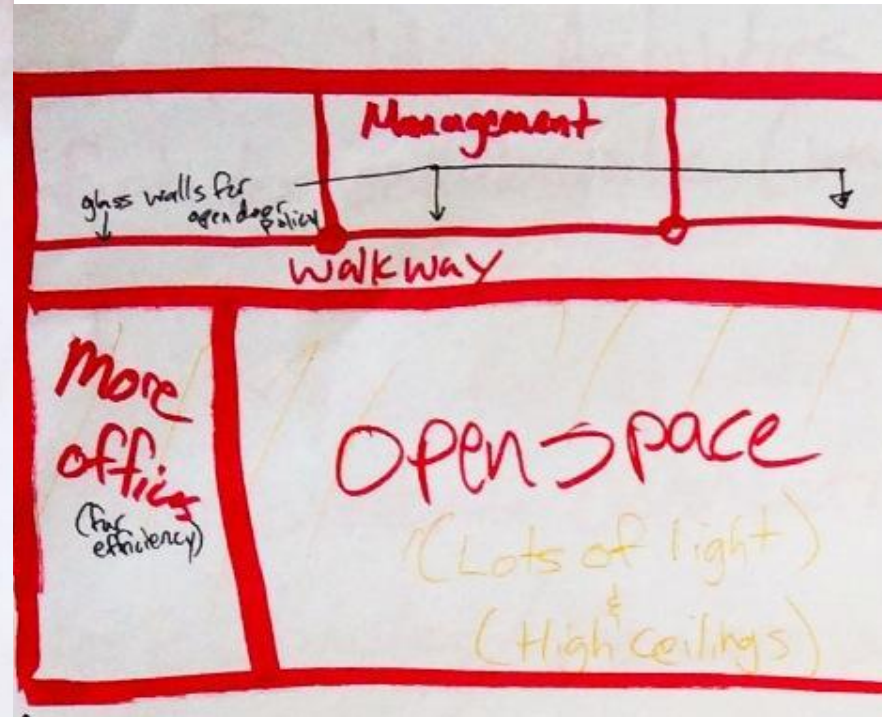 Management
glass walls for
open door
policy
walkway
More
offices
(for
efficiency)
Open space
(Lots of light)
&
(High ceilings)